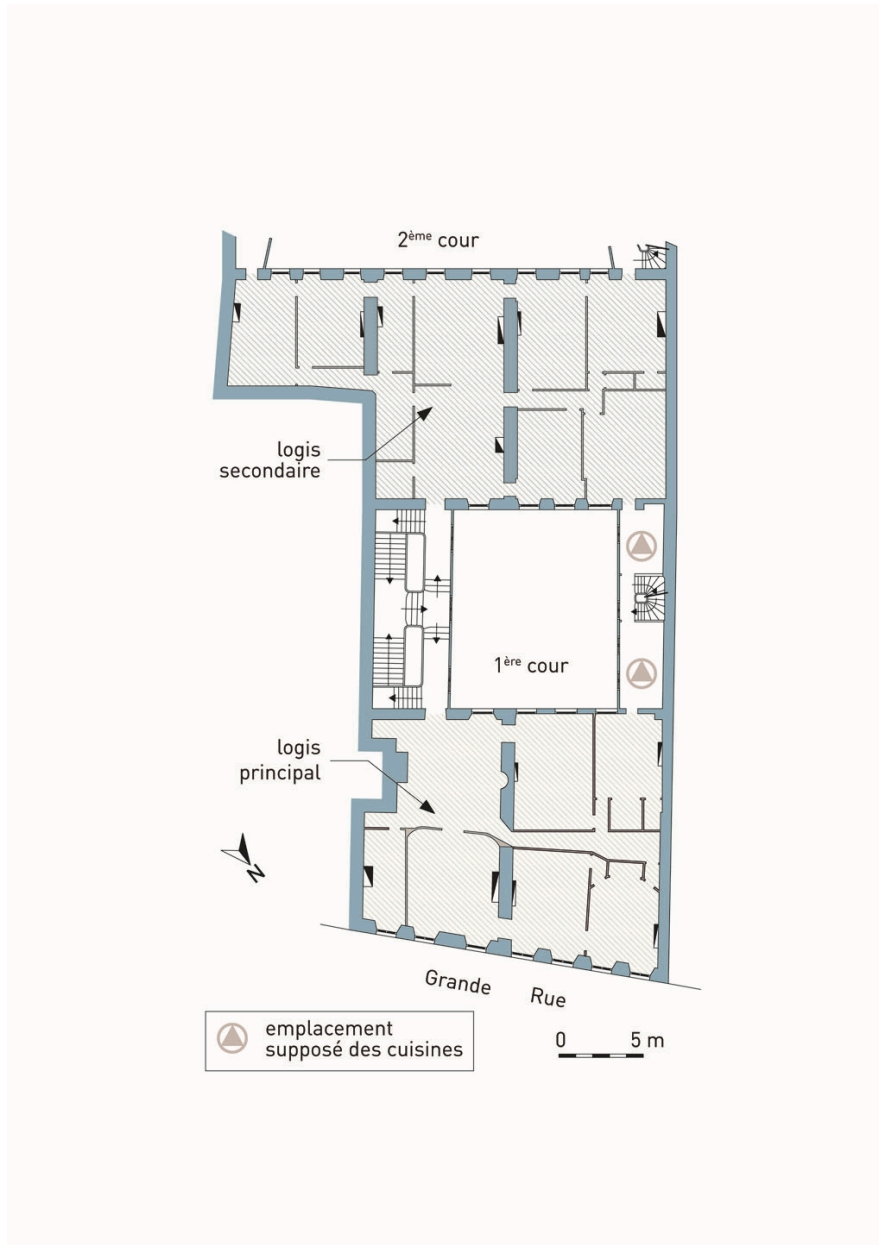 2ème cour
logis
secondaire
1ère cour
logis
principal
N
Grande Rue
emplacement
supposé des cuisines
0 5 m